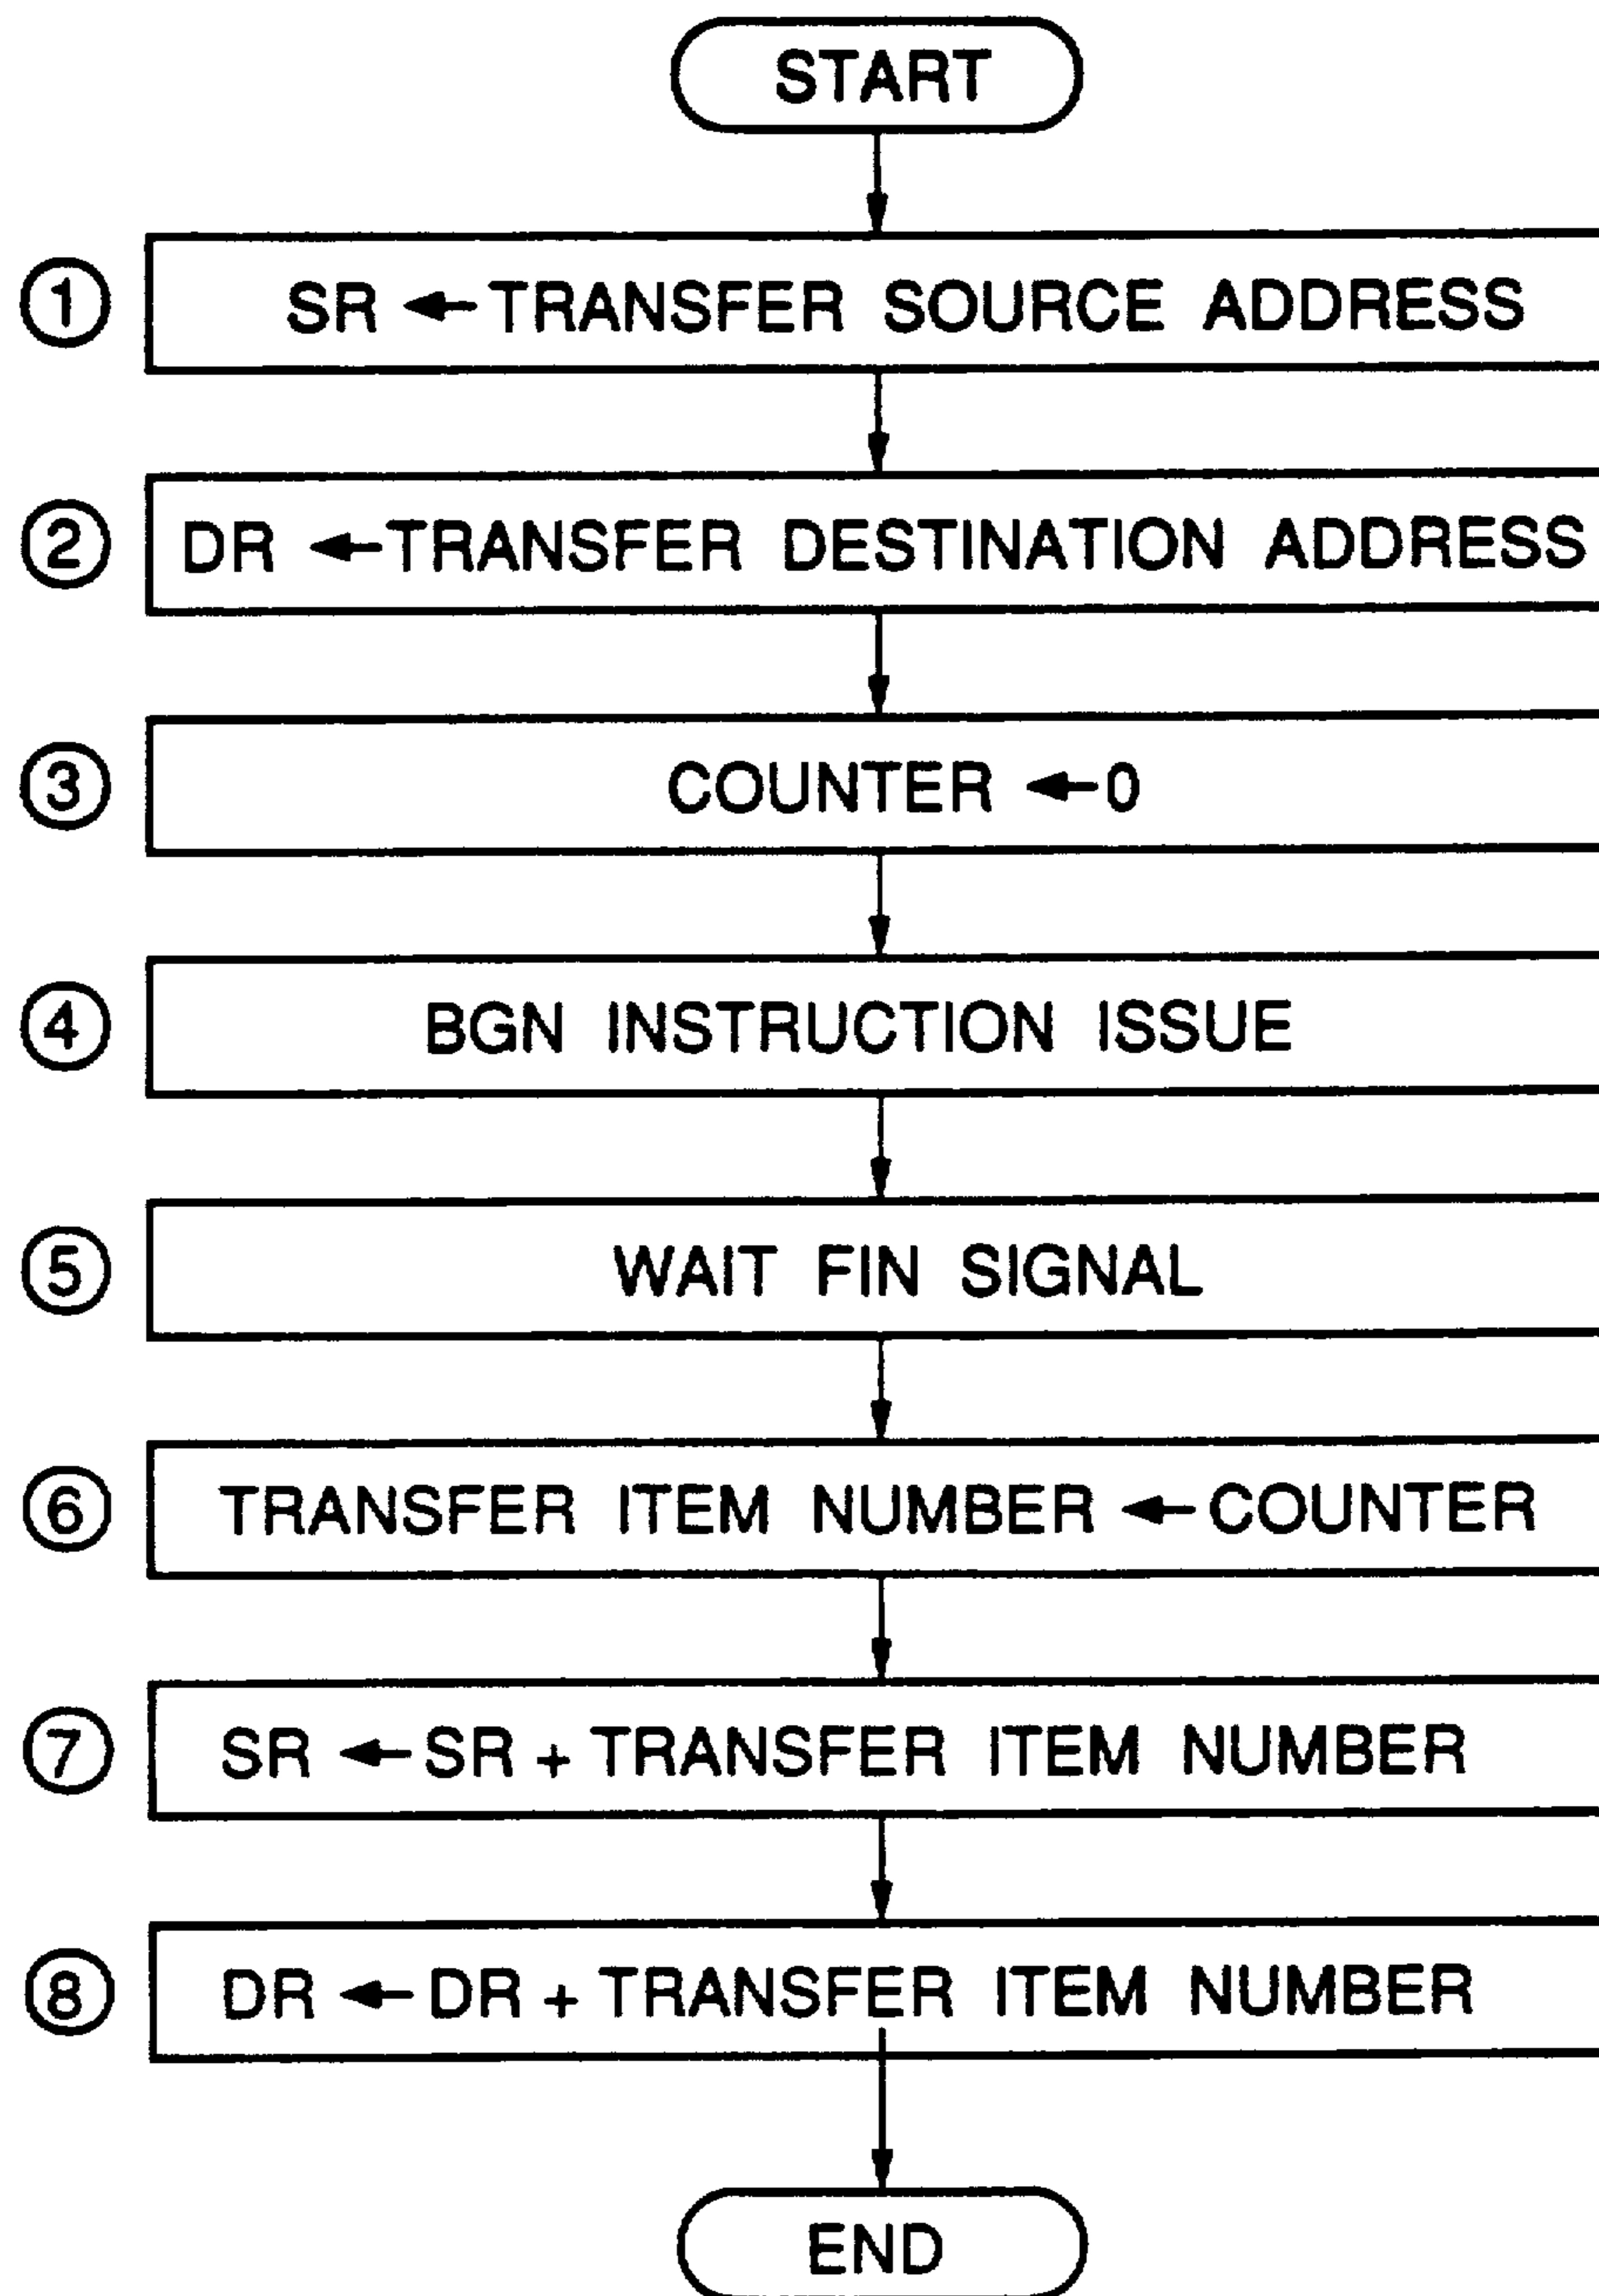 START
① SR ← TRANSFER SOURCE ADDRESS
② DR ← TRANSFER DESTINATION ADDRESS
③ COUNTER ← 0
④ BGN INSTRUCTION ISSUE
⑤ WAIT FIN SIGNAL
⑥ TRANSFER ITEM NUMBER ← COUNTER
⑦ SR ← SR + TRANSFER ITEM NUMBER
⑧ DR ← DR + TRANSFER ITEM NUMBER
END